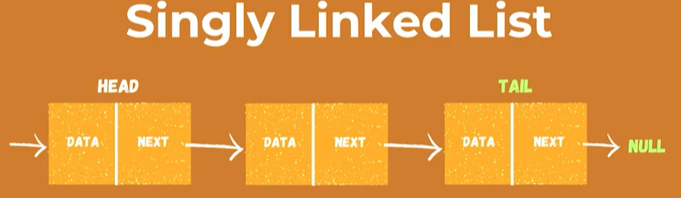 Singly Linked List
HEAD TAIL
DATA NEXT DATA NEXT DATA NEXT NULL